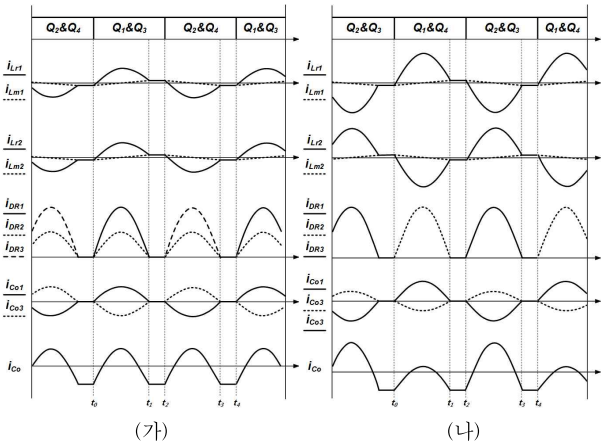 Q2&Q4 Q1&Q3 Q2&Q4 Q1&Q3
iLr1
iLm1
iLr2
iLm2
iDR1
iDR2
iDR3
iCo1
iCo3
iCo
t0 t1 t2 t3 t4
(가)
Q2&Q3 Q1&Q4 Q2&Q3 Q1&Q4
iLr1
iLm1
iLr2
iLm2
iDR1
iDR2
iDR3
iCo1
iCo3
iCo3
iCo
t0 t1 t2 t3 t4
(나)